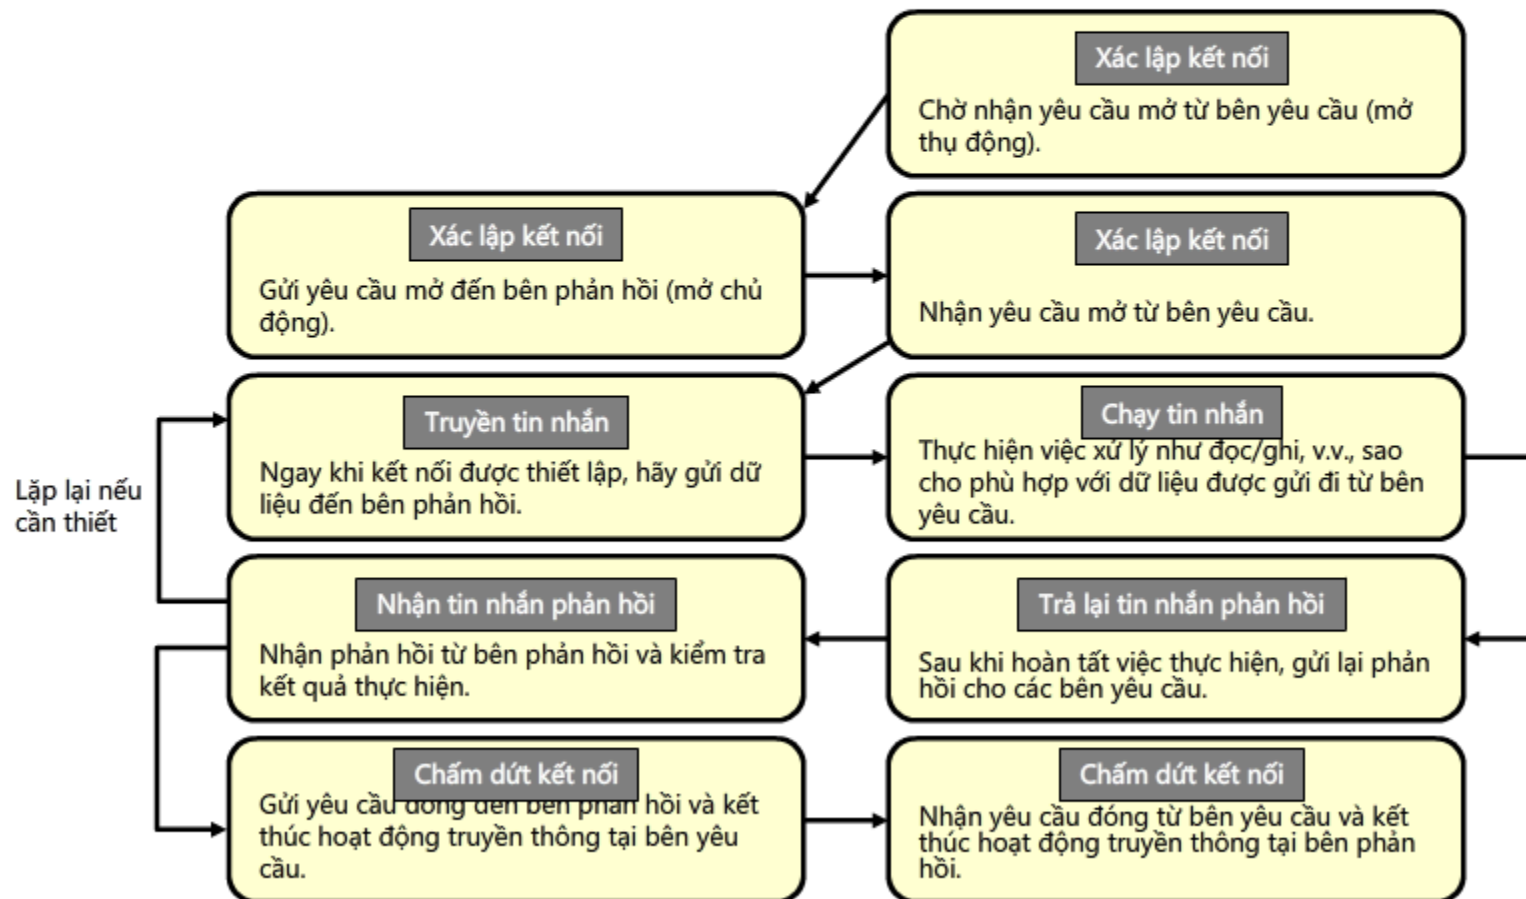 Xác lập kết nối
Chờ nhận yêu cầu mở từ bên yêu cầu (mở
thụ động).
Xác lập kết nối
Gửi yêu cầu mở đến bên phản hồi (mở chủ
động).
Xác lập kết nối
Nhận yêu cầu mở từ bên yêu cầu.
Truyền tin nhắn
Ngay khi kết nối được thiết lập, hãy gửi dữ
liệu đến bên phản hồi.
Chạy tin nhắn
Thực hiện việc xử lý như đọc/ghi, v.v., sao
cho phù hợp với dữ liệu được gửi đi từ bên
yêu cầu.
Lặp lại nếu
cần thiết
Nhận tin nhắn phản hồi
Nhận phản hồi từ bên phản hồi và kiểm tra
kết quả thực hiện.
Trả lại tin nhắn phản hồi
Sau khi hoàn tất việc thực hiện, gửi lại phản
hồi cho các bên yêu cầu.
Chấm dứt kết nối
Gửi yêu cầu đóng đến bên phản hồi và kết
thúc hoạt động truyền thông tại bên yêu
cầu.
Chấm dứt kết nối
Nhận yêu cầu đóng từ bên yêu cầu và kết
thúc hoạt động truyền thông tại bên phản
hồi.